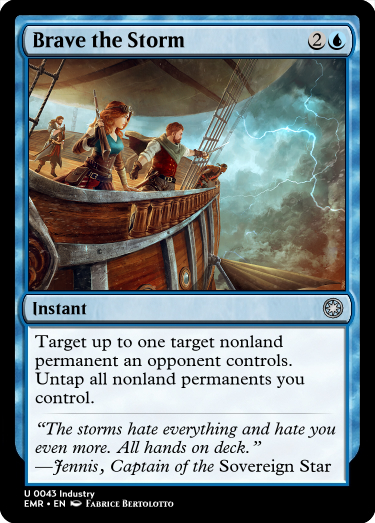 Brave the Storm
2
Instant
Target up to one target nonland
permanent an opponent controls.
Untap all nonland permanents you
control.
“The storms hate everything and hate you
even more. All hands on deck.”
—Jennis, Captain of the Sovereign Star
U 0043 Industry
EMR • EN Fabrice Bertolotto